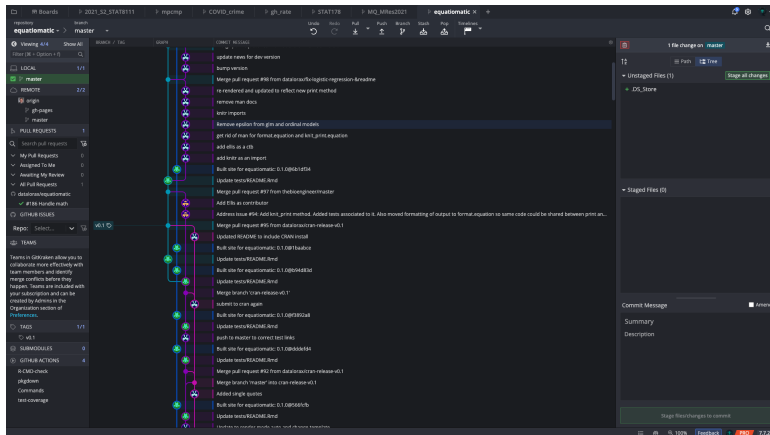 Boards
2021_S2_STAT8111
mpcmp
COVID_crime
gh_rate
STAT178
MQ_MRes2021
equatiomatic
repository
equatiomatic
branch
master
Undo
Redo
Pull
Push
Branch
Stash
Pop
Timelines
Viewing 4/4
Show All
Filter (⌘ + Option + f)
LOCAL 1/1
master
REMOTE 2/2
origin
gh-pages
master
PULL REQUESTS 1
Search pull requests
My Pull Requests 0
Assigned To Me 0
Awaiting My Review 0
All Pull Requests 1
datalorax/equatiomatic
#186 Handle math
GITHUB ISSUES
Repo: Select...
TEAMS
Teams in GitKraken allow you to
collaborate more effectively with
team members and identify
merge conflicts before they
happen. Teams are included with
your subscription and can be
created by Admins in the
Organization section of
Preferences.
TAGS 1/1
v0.1
SUBMODULES 0
GITHUB ACTIONS 4
R-CMD-check
pkgdown
Commands
test-coverage
BRANCH / TAG
GRAPH
COMMIT MESSAGE
update news for dev version
bump version
Merge pull request #98 from datalorax/fix-logistic-regression-&readme
re-rendered and updated to reflect new print method
remove man docs
knitr imports
Remove epsilon from glm and ordinal models
get rid of man for format.equation and knit_print.equation
add ellis as a ctb
add knitr as an import
Built site for equatiomatic: 0.1.0@6b1df34
Update tests/README.Rmd
Merge pull request #97 from thebioengineer/master
Add Ellis as contributor
Address issue #94: Add knit_print method. Added tests associated to it. Also moved formatting of output to format.equation so same code could be shared between print an...
v0.1
Merge pull request #95 from datalorax/cran-release-v0.1
Updated README to include CRAN install
Built site for equatiomatic: 0.1.0@1baabce
Update tests/README.Rmd
Built site for equatiomatic: 0.1.0@b94d83d
Update tests/README.Rmd
Merge branch 'cran-release-v0.1'
submit to cran again
Built site for equatiomatic: 0.1.0@f3892a8
Update tests/README.Rmd
push to master to correct test links
Built site for equatiomatic: 0.1.0@dddefd4
Update tests/README.Rmd
Merge pull request #92 from datalorax/cran-release-v0.1
Merge branch 'master' into cran-release-v0.1
Added single quotes
Built site for equatiomatic: 0.1.0@560fcfb
Update tests/README.Rmd
1 file change on master
Path
Tree
Unstaged Files (1)
Stage all changes
.DS_Store
Staged Files (0)
Commit Message
Amend
Summary
Description
Stage files/changes to commit
100%
Feedback
PRO
7.7.2